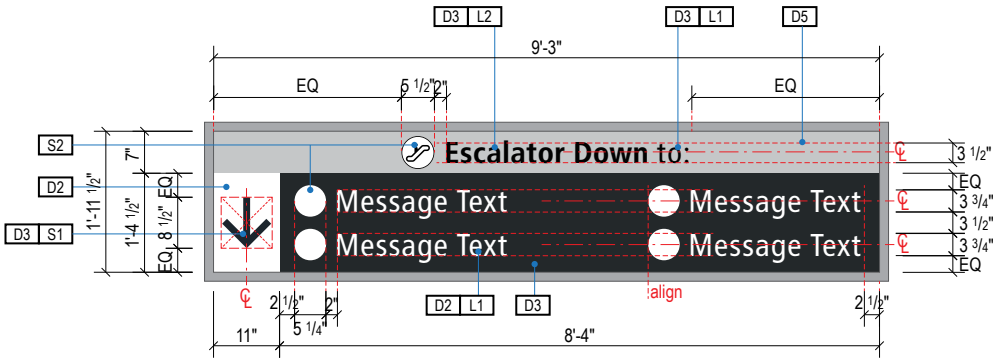 D3 L2
D3 L1
D5
9'-3"
EQ
5 1/2"
2"
EQ
S2
D2
D3 S1
1'-11 1/2"
7"
1'-4 1/2"
EQ
8 1/2"
EQ
Escalator Down to:
Message Text
Message Text
Message Text
Message Text
℄
℄
℄
3 1/2"
EQ
3 3/4"
3 1/2"
3 3/4"
EQ
℄
D2 L1
D3
align
2 1/2"
2"
5 1/4"
2 1/2"
11"
8'-4"